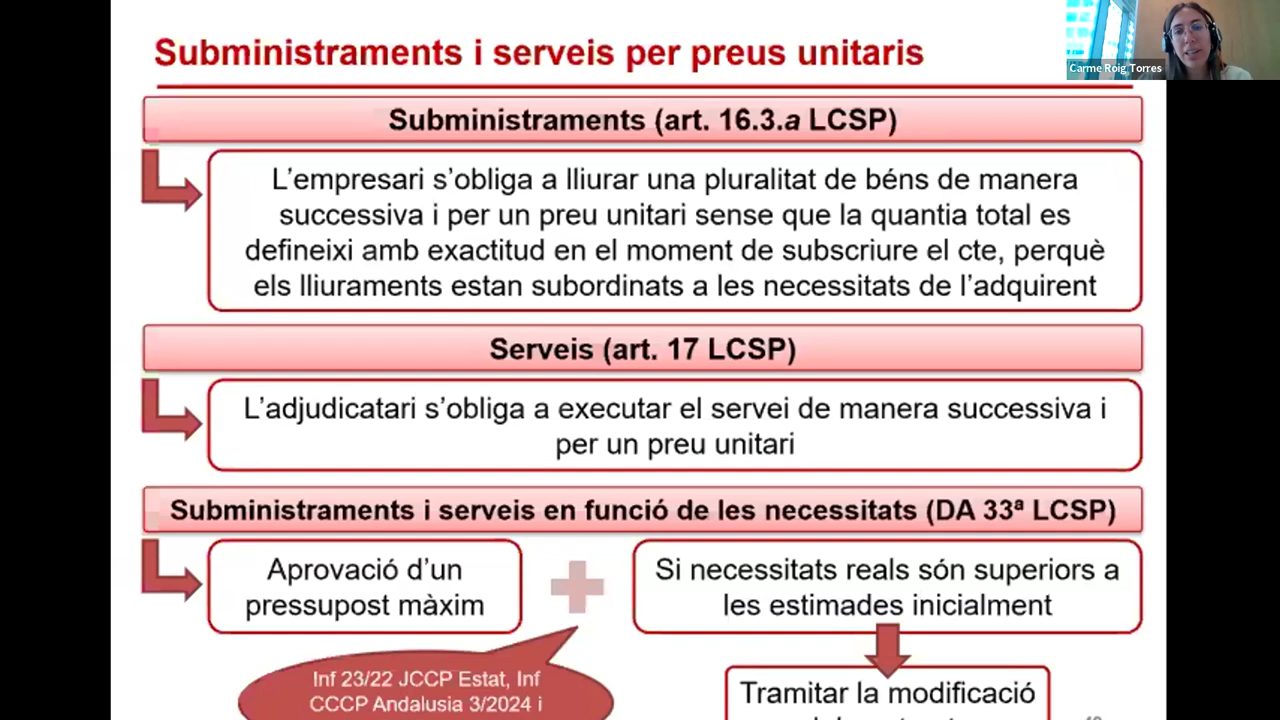 Subministraments i serveis per preus unitaris
Carme Roig Torres
Subministraments (art. 16.3.a LCSP)
L'empresari s'obliga a lliurar una pluralitat de béns de manera
successiva i per un preu unitari sense que la quantia total es
defineixi amb exactitud en el moment de subscriure el cte, perquè
els lliuraments estan subordinats a les necessitats de l'adquirent
Serveis (art. 17 LCSP)
L'adjudicatari s'obliga a executar el servei de manera successiva i
per un preu unitari
Subministraments i serveis en funció de les necessitats (DA 33ª LCSP)
Aprovació d'un
pressupost màxim
Si necessitats reals són superiors a
les estimades inicialment
Inf 23/22 JCCP Estat, Inf
CCCP Andalusia 3/2024 i
Tramitar la modificació